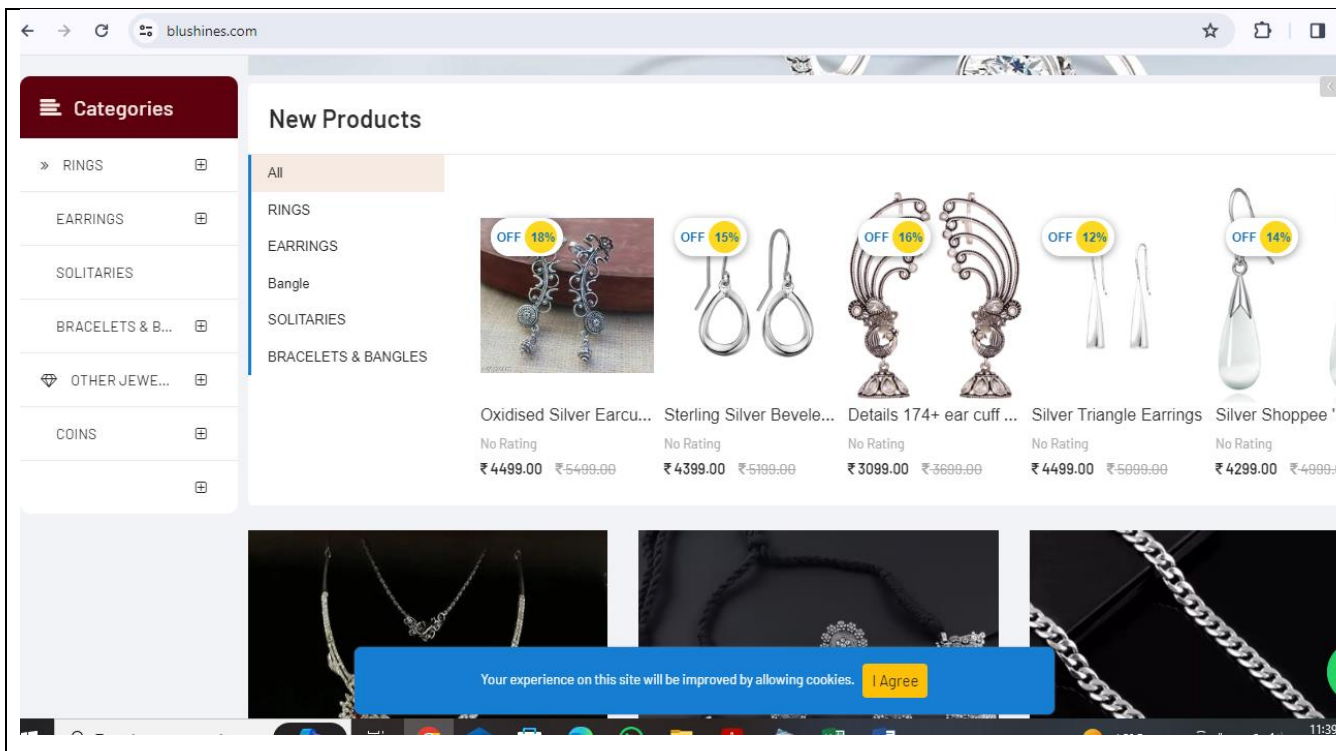 blushines.com
Categories
RINGS
EARRINGS
SOLITARIES
BRACELETS & B...
OTHER JEWE...
COINS
New Products
All
RINGS
EARRINGS
Bangle
SOLITARIES
BRACELETS & BANGLES
OFF 18%
Oxidised Silver Earcu...
No Rating
₹4499.00 ₹5499.00
OFF 15%
Sterling Silver Bevele...
No Rating
₹4399.00 ₹5199.00
OFF 16%
Details 174+ ear cuff ...
No Rating
₹3099.00 ₹3699.00
OFF 12%
Silver Triangle Earrings
No Rating
₹4499.00 ₹5099.00
OFF 14%
Silver Shoppee '
No Rating
₹4299.00 ₹4999.
Your experience on this site will be improved by allowing cookies.
I Agree
11:39